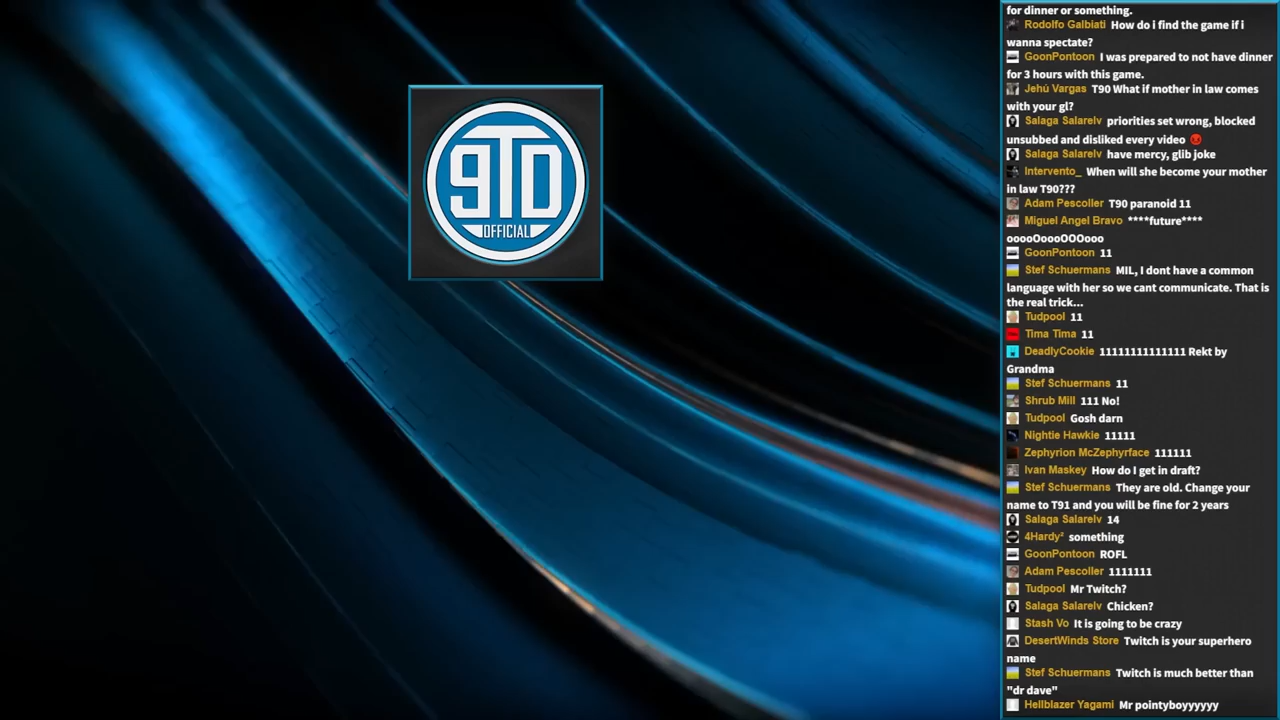 9TD
OFFICIAL
for dinner or something.
Rodolfo Galbiati How do i find the game if i
wanna spectate?
GoonPontoon I was prepared to not have dinner
for 3 hours with this game.
Jehú Vargas T90 What if mother in law comes
with your gl?
Salaga Salarelv priorities set wrong, blocked
unsubbed and disliked every video
Salaga Salarelv have mercy, glib joke
Intervento_ When will she become your mother
in law T90???
Adam Pescoller T90 paranoid 11
Miguel Angel Bravo ****future****
ooooOoooOOOooo
GoonPontoon 11
Stef Schuermans MIL, I dont have a common
language with her so we cant communicate. That is
the real trick...
Tudpool 11
Tima Tima 11
DeadlyCookie 11111111111111 Rekt by
Grandma
Stef Schuermans 11
Shrub Mill 111 No!
Tudpool Gosh darn
Nightie Hawkie 11111
Zephyrion McZephyrface 111111
Ivan Maskey How do I get in draft?
Stef Schuermans They are old. Change your
name to T91 and you will be fine for 2 years
Salaga Salarelv 14
4Hardy² something
GoonPontoon ROFL
Adam Pescoller 1111111
Tudpool Mr Twitch?
Salaga Salarelv Chicken?
Stash Vo It is going to be crazy
DesertWinds Store Twitch is your superhero
name
Stef Schuermans Twitch is much better than
"dr dave"
Hellblazer Yagami Mr pointyboyyyyyy